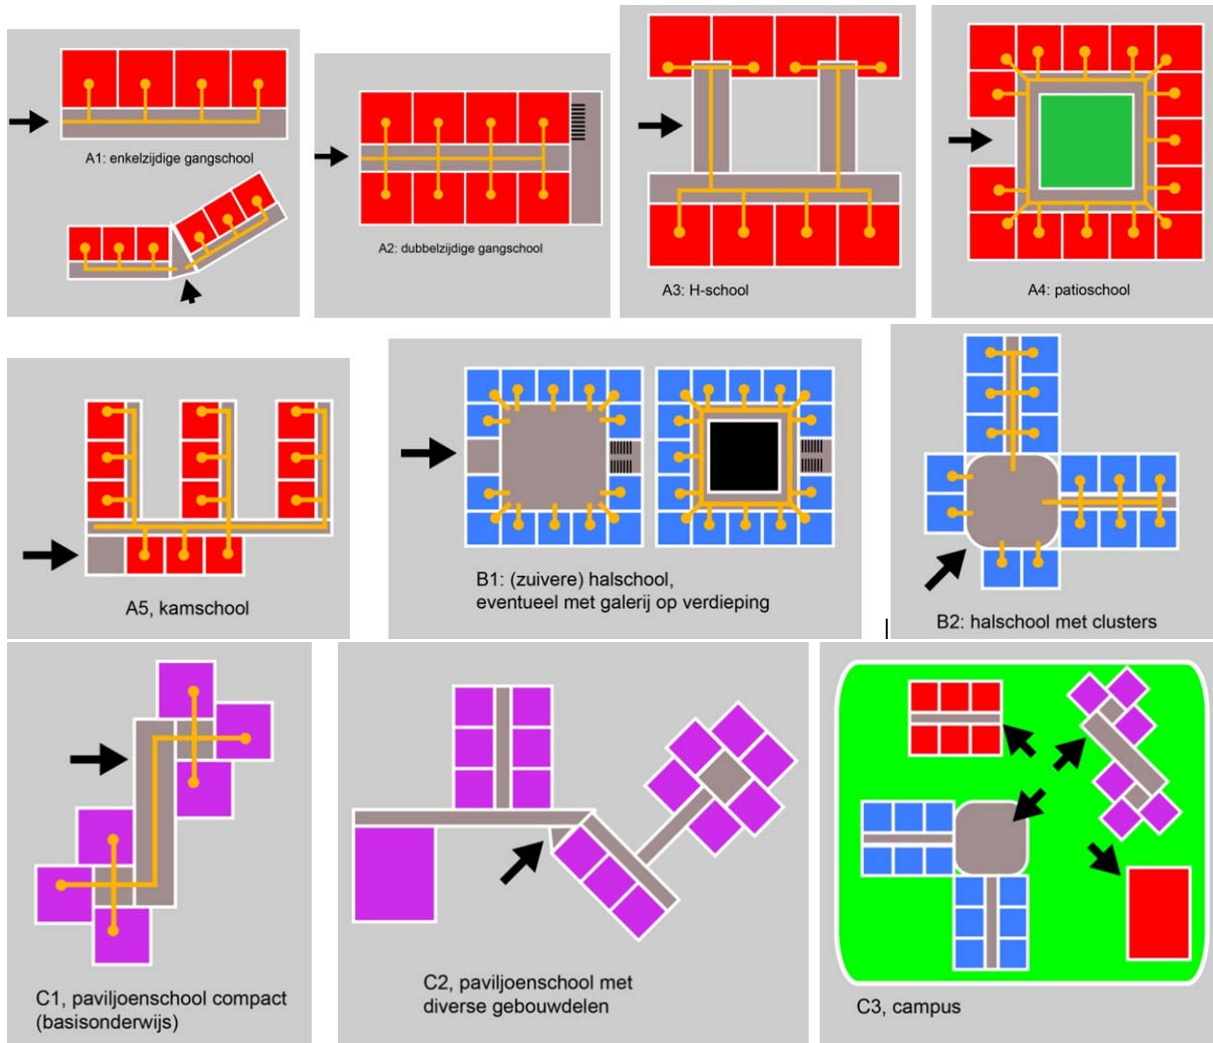 A1: enkelzijdige gangschool
A2: dubbelzijdige gangschool
A3: H-school
A4: patioschool
A5, kamschool
B1: (zuivere) halschool,
eventueel met galerij op verdieping
B2: halschool met clusters
C1, paviljoenschool compact
(basisonderwijs)
C2, paviljoenschool met
diverse gebouwdelen
C3, campus